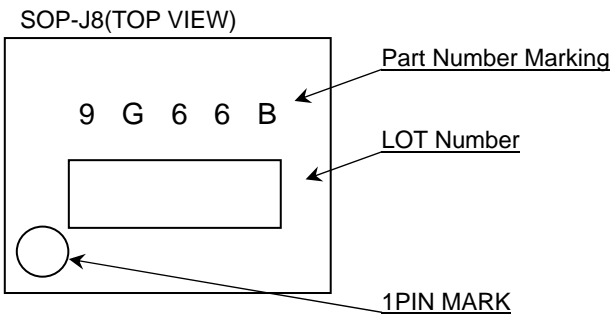 SOP-J8(TOP VIEW)
Part Number Marking
9 G 6 6 B
LOT Number
1PIN MARK